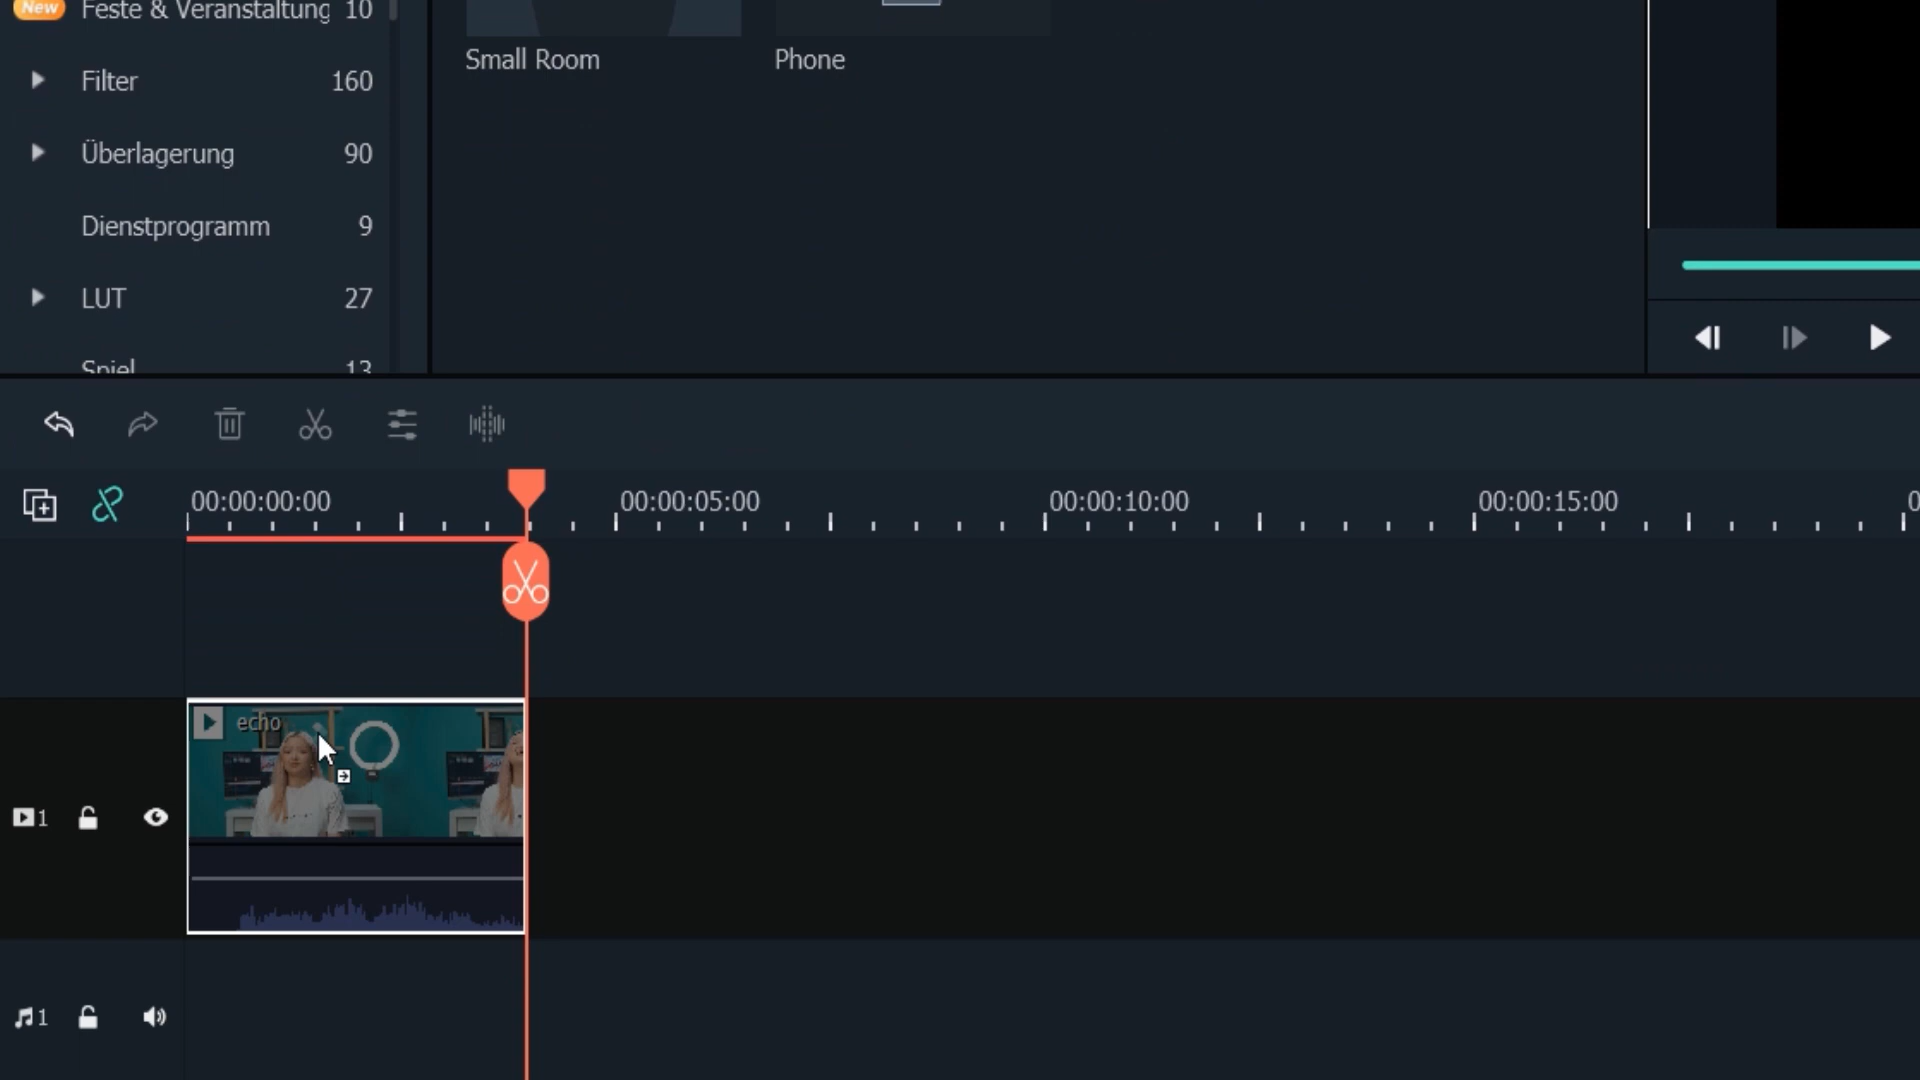 New
Feste & Veranstaltung 10
Small Room
Phone
Filter 160
Überlagerung 90
Dienstprogramm 9
LUT 27
Spiel 13
00:00:00:00
00:00:05:00
00:00:10:00
00:00:15:00
0
echo
1
1